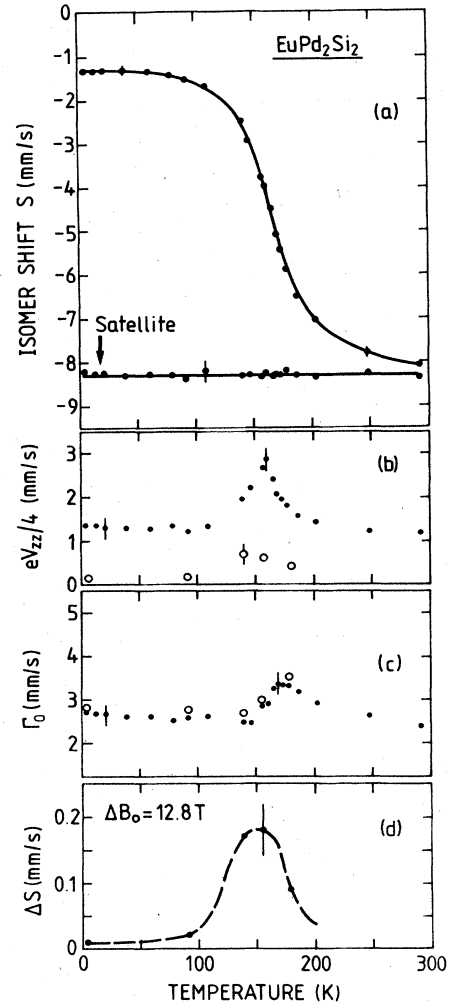 EuPd₂Si₂
(a)
ISOMER SHIFT S (mm/s)
-1
-2
-3
-4
-5
-6
-7
-8
-9
Satellite
(b)
eVzz/4 (mm/s)
3
2
1
0
(c)
Γ₀ (mm/s)
5
4
3
2
ΔB₀=12.8T
(d)
ΔS (mm/s)
0.2
0.1
0
0 100 200 300
TEMPERATURE (K)